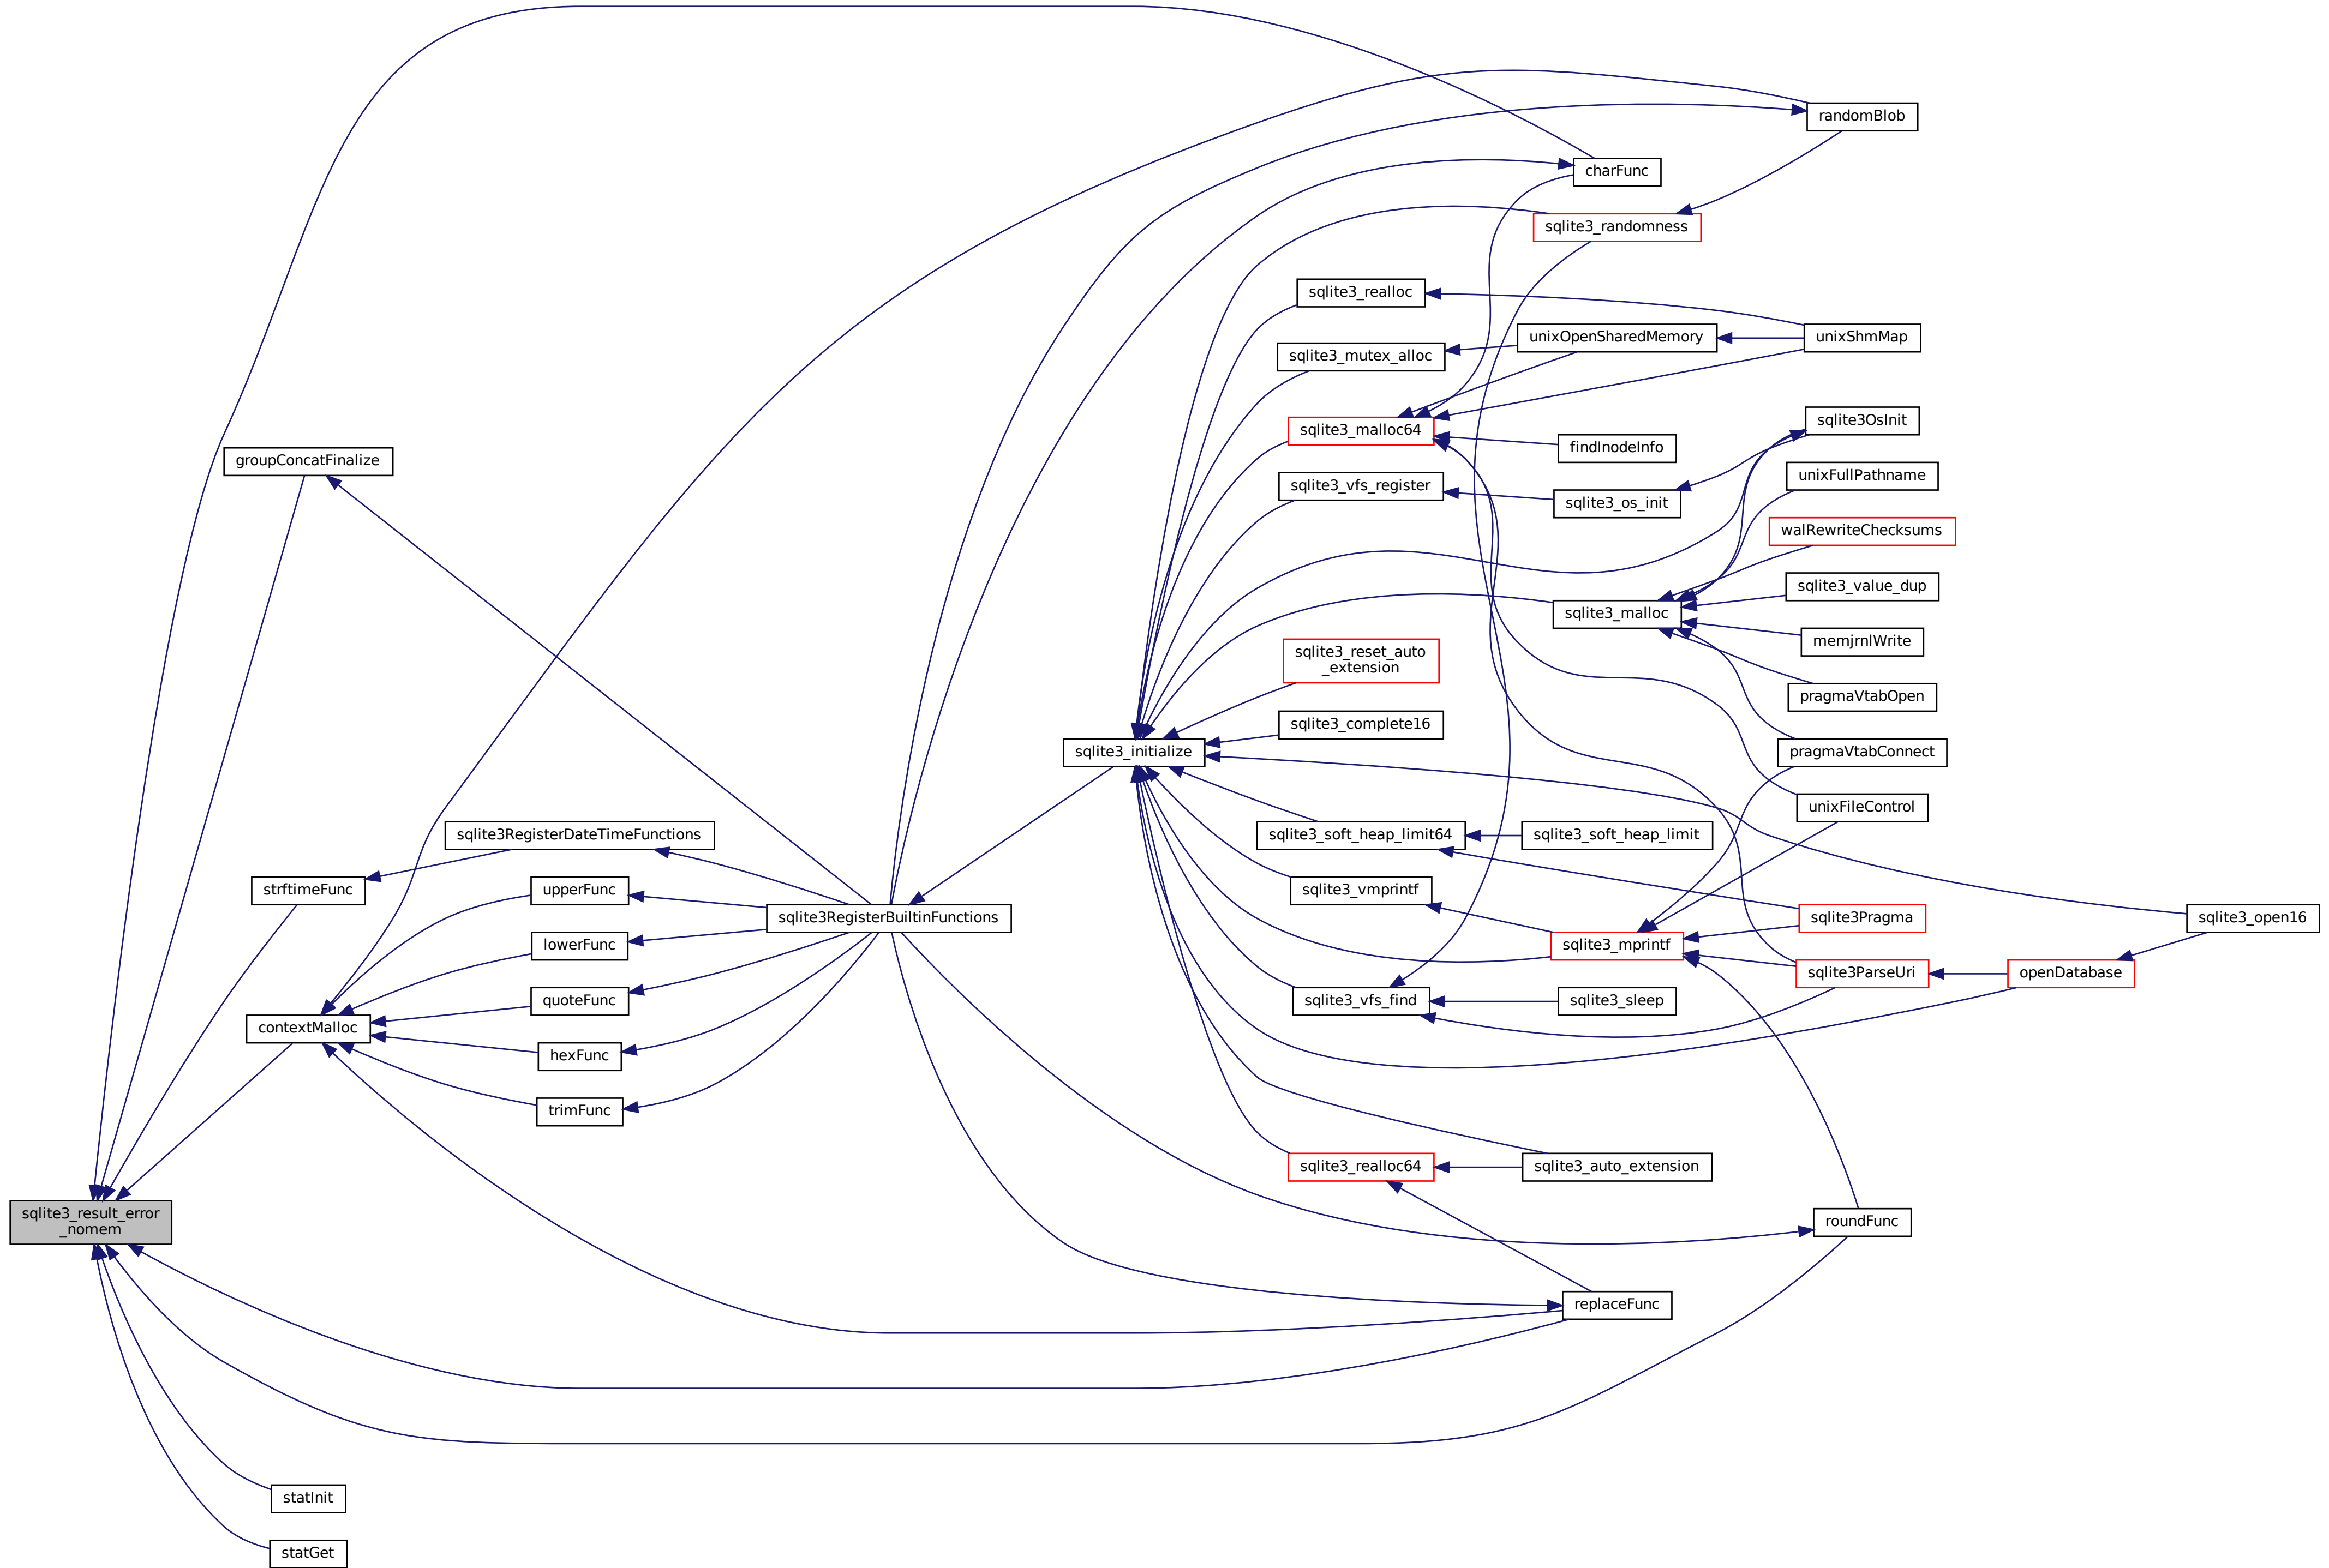 randomBlob
charFunc
sqlite3_randomness
sqlite3_realloc
unixOpenSharedMemory
unixShmMap
sqlite3_mutex_alloc
sqlite3OsInit
sqlite3_malloc64
findInodeInfo
groupConcatFinalize
unixFullPathname
sqlite3_vfs_register
sqlite3_os_init
walRewriteChecksums
sqlite3_value_dup
sqlite3_malloc
memjrnlWrite
sqlite3_reset_auto
_extension
pragmaVtabOpen
sqlite3_complete16
sqlite3_initialize
pragmaVtabConnect
unixFileControl
sqlite3RegisterDateTimeFunctions
sqlite3_soft_heap_limit64
sqlite3_soft_heap_limit
strftimeFunc
upperFunc
sqlite3_vmprintf
sqlite3RegisterBuiltinFunctions
sqlite3Pragma
sqlite3_open16
lowerFunc
sqlite3_mprintf
sqlite3ParseUri
openDatabase
quoteFunc
sqlite3_vfs_find
sqlite3_sleep
contextMalloc
hexFunc
trimFunc
sqlite3_realloc64
sqlite3_auto_extension
sqlite3_result_error
_nomem
roundFunc
replaceFunc
statInit
statGet